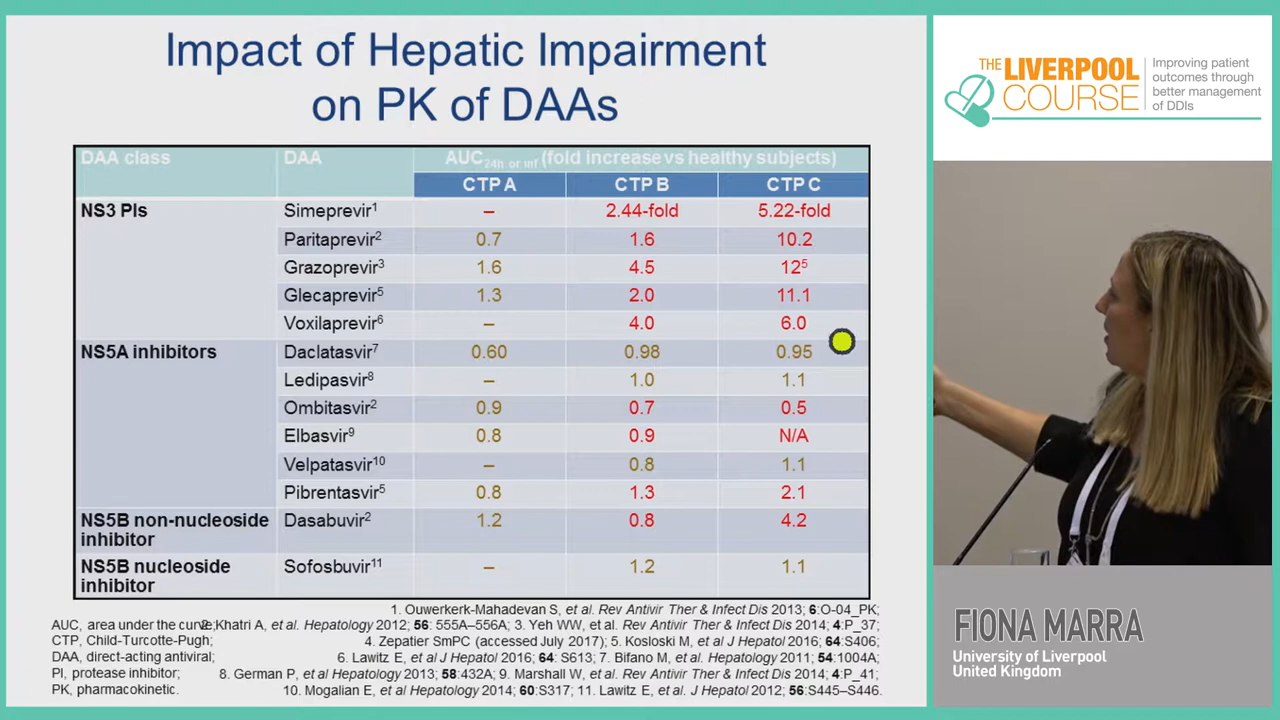 Impact of Hepatic Impairment
on PK of DAAs
DAA class DAA AUC24h or inf (fold increase vs healthy subjects)
CTP A CTP B CTP C
NS3 PIs Simeprevir1 – 2.44-fold 5.22-fold
Paritaprevir2 0.7 1.6 10.2
Grazoprevir3 1.6 4.5 125
Glecaprevir5 1.3 2.0 11.1
Voxilaprevir6 – 4.0 6.0
NS5A inhibitors Daclatasvir7 0.60 0.98 0.95
Ledipasvir8 – 1.0 1.1
Ombitasvir2 0.9 0.7 0.5
Elbasvir9 0.8 0.9 N/A
Velpatasvir10 – 0.8 1.1
Pibrentasvir5 0.8 1.3 2.1
NS5B non-nucleoside Dasabuvir2 1.2 0.8 4.2
inhibitor
NS5B nucleoside Sofosbuvir11 – 1.2 1.1
inhibitor
AUC, area under the curve;
CTP, Child-Turcotte-Pugh;
DAA, direct-acting antiviral;
PI, protease inhibitor;
PK, pharmacokinetic.
1. Ouwerkerk-Mahadevan S, et al. Rev Antivir Ther & Infect Dis 2013; 6:O-04_PK;
2. Khatri A, et al. Hepatology 2012; 56: 555A–556A; 3. Yeh WW, et al. Rev Antivir Ther & Infect Dis 2014; 4:P_37;
4. Zepatier SmPC (accessed July 2017); 5. Kosloski M, et al J Hepatol 2016; 64:S406;
6. Lawitz E, et al J Hepatol 2016; 64: S613; 7. Bifano M, et al. Hepatology 2011; 54:1004A;
8. German P, et al Hepatology 2013; 58:432A; 9. Marshall W, et al. Rev Antivir Ther & Infect Dis 2014; 4:P_41;
10. Mogalian E, et al Hepatology 2014; 60:S317; 11. Lawitz E, et al. J Hepatol 2012; 56:S445–S446.
THE LIVERPOOL
COURSE
Improving patient
outcomes through
better management
of DDIs
FIONA MARRA
University of Liverpool
United Kingdom